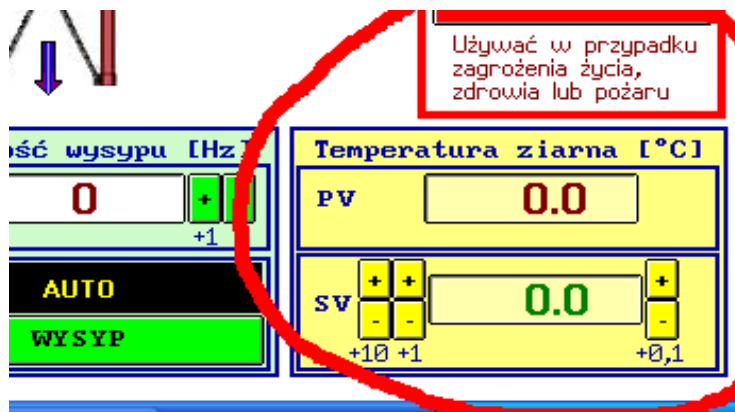 Używać w przypadku
zagrożenia życia,
zdrowia lub pożaru
ość wysypu [Hz]
0
+
+1
AUTO
WYSYP
Temperatura ziarna [°C]
PV
0.0
SV
+ +
- -
+10 +1
0.0
+
-
+0,1